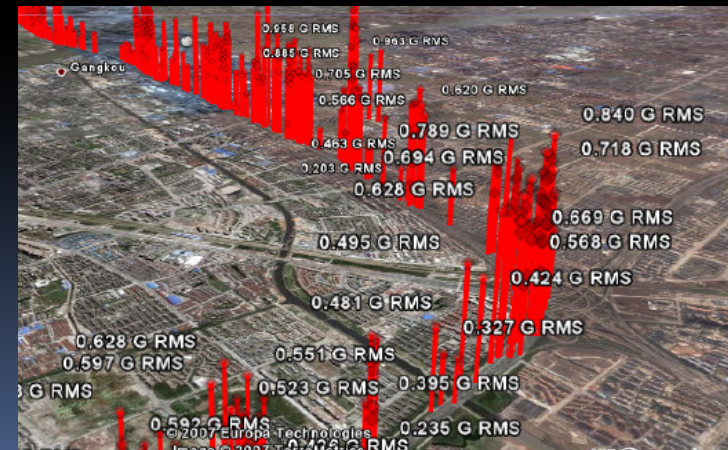 0.958 G RMS
0.963 G RMS
0.885 G RMS
Gangkou
0.705 G RMS
0.620 G RMS
0.566 G RMS
0.840 G RMS
0.789 G RMS
0.463 G RMS
0.718 G RMS
0.694 G RMS
0.203 G RMS
0.628 G RMS
0.669 G RMS
0.495 G RMS
0.568 G RMS
0.424 G RMS
0.481 G RMS
0.327 G RMS
0.628 G RMS
0.551 G RMS
0.597 G RMS
0.395 G RMS
0.523 G RMS
G RMS
0.592 G RMS
0.235 G RMS
© 2007 Europa Technologies
G RMS
Image © 2007